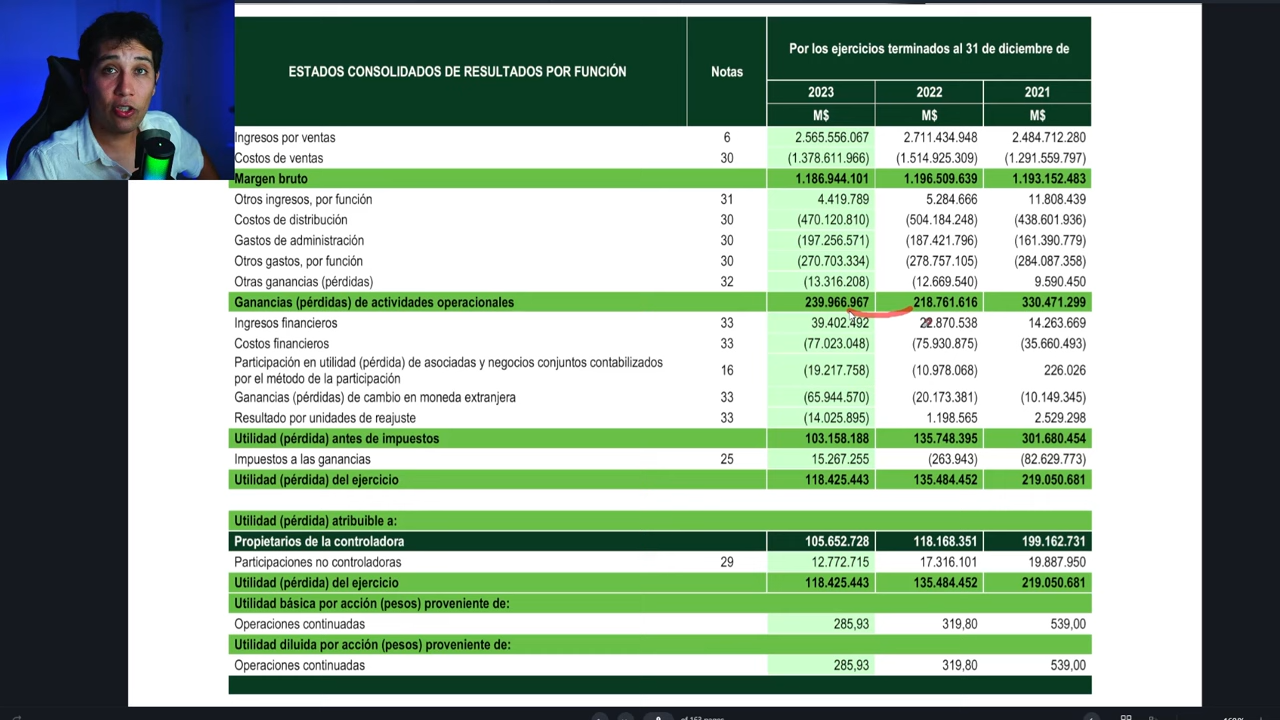 ESTADOS CONSOLIDADOS DE RESULTADOS POR FUNCIÓN Notas Por los ejercicios terminados al 31 de diciembre de
2023 2022 2021
M$ M$ M$
Ingresos por ventas 6 2.565.556.067 2.711.434.948 2.484.712.280
Costos de ventas 30 (1.378.611.966) (1.514.925.309) (1.291.559.797)
Margen bruto 1.186.944.101 1.196.509.639 1.193.152.483
Otros ingresos, por función 31 4.419.789 5.284.666 11.808.439
Costos de distribución 30 (470.120.810) (504.184.248) (438.601.936)
Gastos de administración 30 (197.256.571) (187.421.796) (161.390.779)
Otros gastos, por función 30 (270.703.334) (278.757.105) (284.087.358)
Otras ganancias (pérdidas) 32 (13.316.208) (12.669.540) 9.590.450
Ganancias (pérdidas) de actividades operacionales 239.966.967 218.761.616 330.471.299
Ingresos financieros 33 39.402.492 22.870.538 14.263.669
Costos financieros 33 (77.023.048) (75.930.875) (35.660.493)
Participación en utilidad (pérdida) de asociadas y negocios conjuntos contabilizados
por el método de la participación 16 (19.217.758) (10.978.068) 226.026
Ganancias (pérdidas) de cambio en moneda extranjera 33 (65.944.570) (20.173.381) (10.149.345)
Resultado por unidades de reajuste 33 (14.025.895) 1.198.565 2.529.298
Utilidad (pérdida) antes de impuestos 103.158.188 135.748.395 301.680.454
Impuestos a las ganancias 25 15.267.255 (263.943) (82.629.773)
Utilidad (pérdida) del ejercicio 118.425.443 135.484.452 219.050.681
Utilidad (pérdida) atribuible a:
Propietarios de la controladora 105.652.728 118.168.351 199.162.731
Participaciones no controladoras 29 12.772.715 17.316.101 19.887.950
Utilidad (pérdida) del ejercicio 118.425.443 135.484.452 219.050.681
Utilidad básica por acción (pesos) proveniente de:
Operaciones continuadas 285,93 319,80 539,00
Utilidad diluida por acción (pesos) proveniente de:
Operaciones continuadas 285,93 319,80 539,00